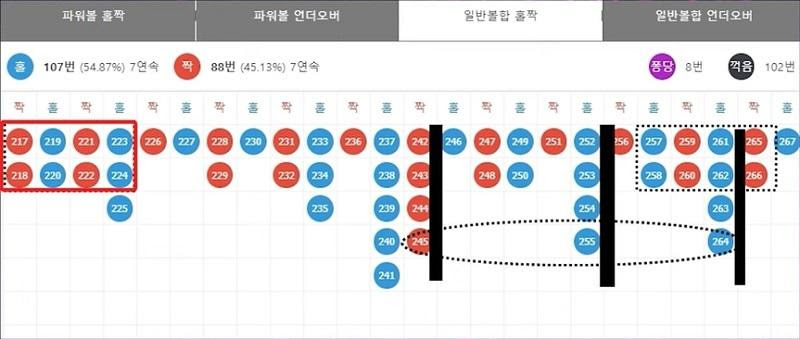 파워볼 홀짝 파워볼 언더오버 일반볼합 홀짝 일반볼합 언더오버
홀 107번 (54.87%) 7연속 짝 88번 (45.13%) 7연속 퐁당 8번 꺽음 102번
짝 홀 짝 홀 짝 홀 짝 홀 짝 홀 짝 홀 짝 홀 짝 홀 짝 홀 짝 홀 짝 홀 짝 홀
217 219 221 223 226 227 228 230 231 233 236 237 242 246 247 249 251 252 256 257 259 261 265 267
218 220 222 224 229 232 234 238 243 248 250 253 258 260 262 266
225 235 239 244 254 263
240 245 255 264
241